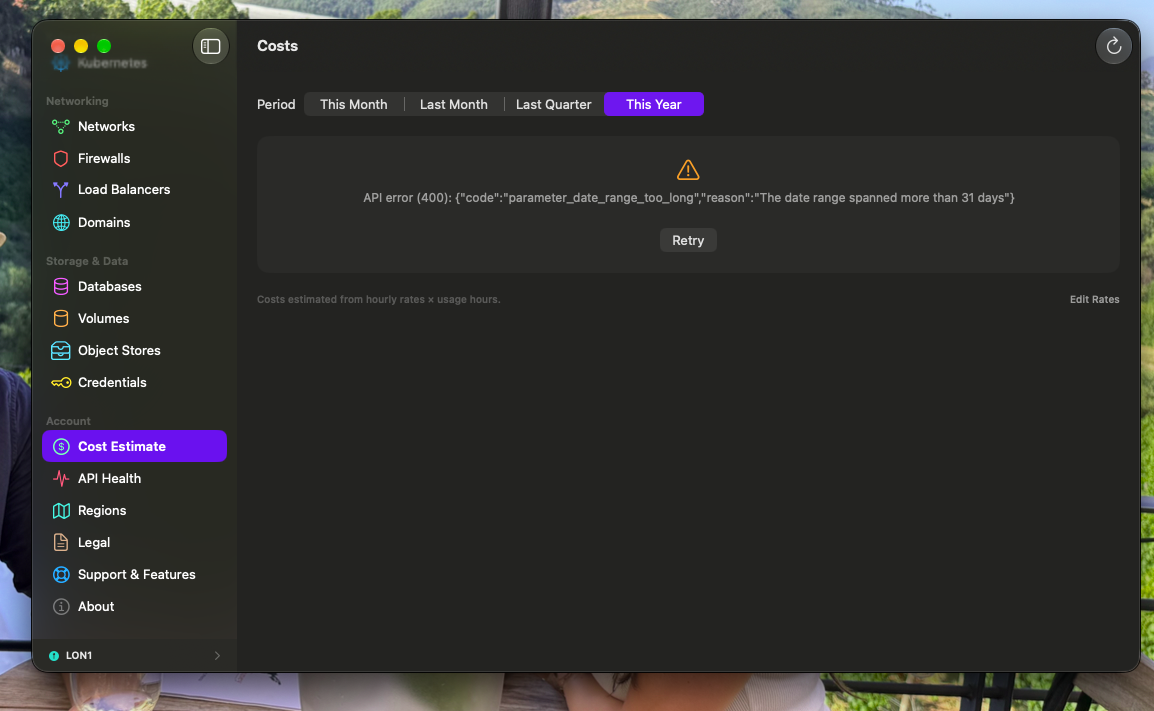 Kubernetes
Costs
Networking
Networks
Firewalls
Load Balancers
Domains
Storage & Data
Databases
Volumes
Object Stores
Credentials
Account
Cost Estimate
API Health
Regions
Legal
Support & Features
About
LON1
Period This Month Last Month Last Quarter This Year
API error (400): {"code":"parameter_date_range_too_long","reason":"The date range spanned more than 31 days"}
Retry
Costs estimated from hourly rates × usage hours. Edit Rates